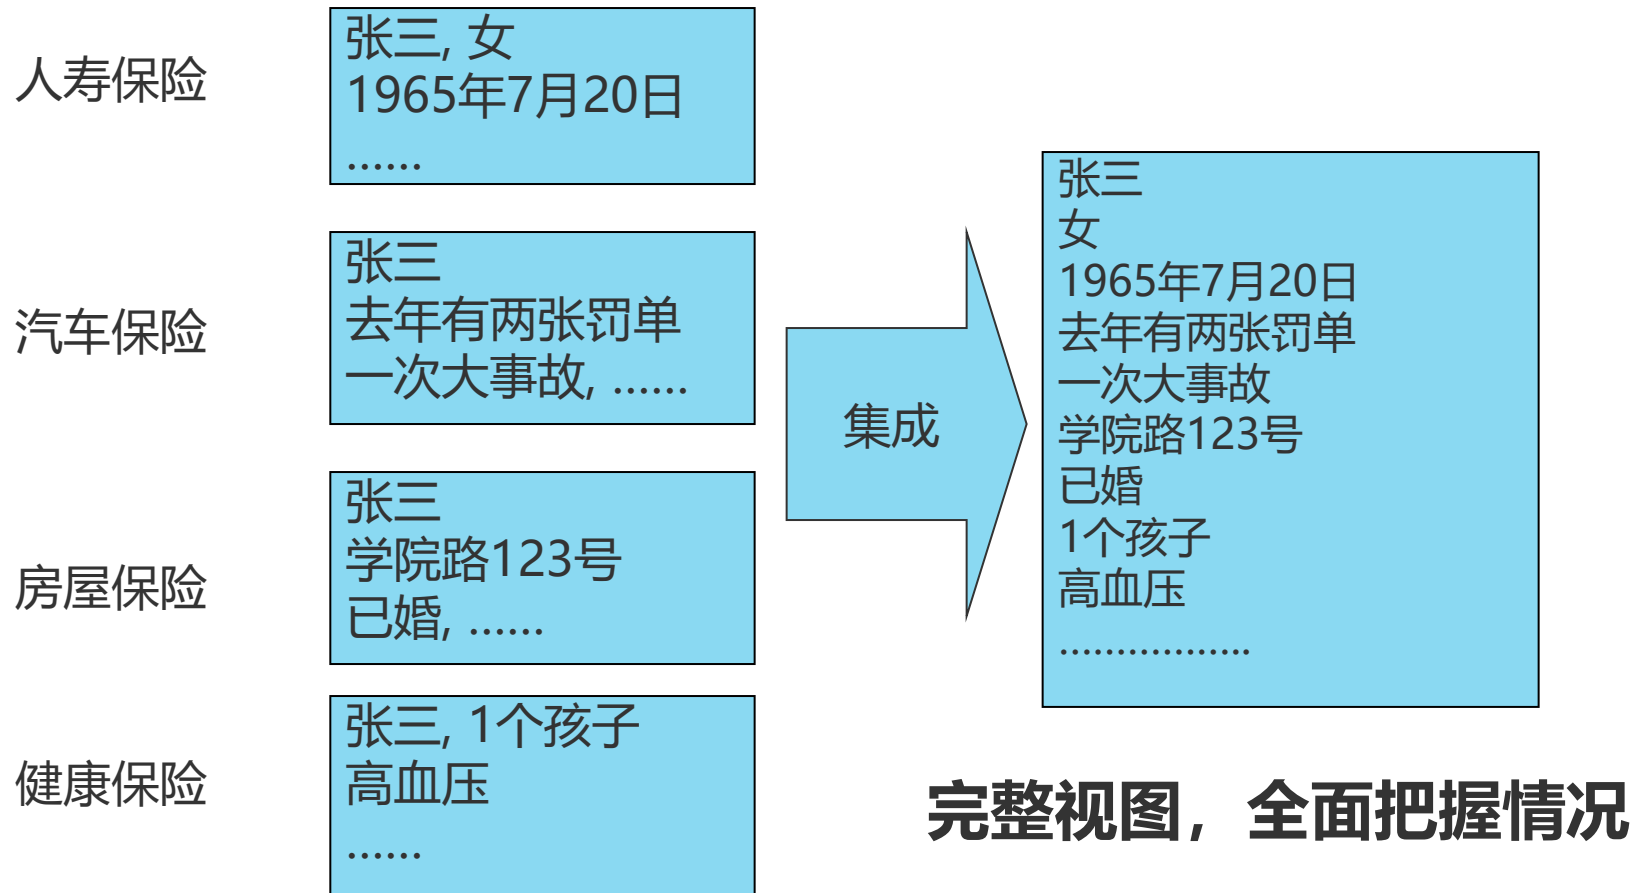 人寿保险
张三, 女
1965年7月20日
……
汽车保险
张三
去年有两张罚单
一次大事故, ……
房屋保险
张三
学院路123号
已婚, ……
健康保险
张三, 1个孩子
高血压
……
集成
张三
女
1965年7月20日
去年有两张罚单
一次大事故
学院路123号
已婚
1个孩子
高血压
……………..
完整视图，全面把握情况